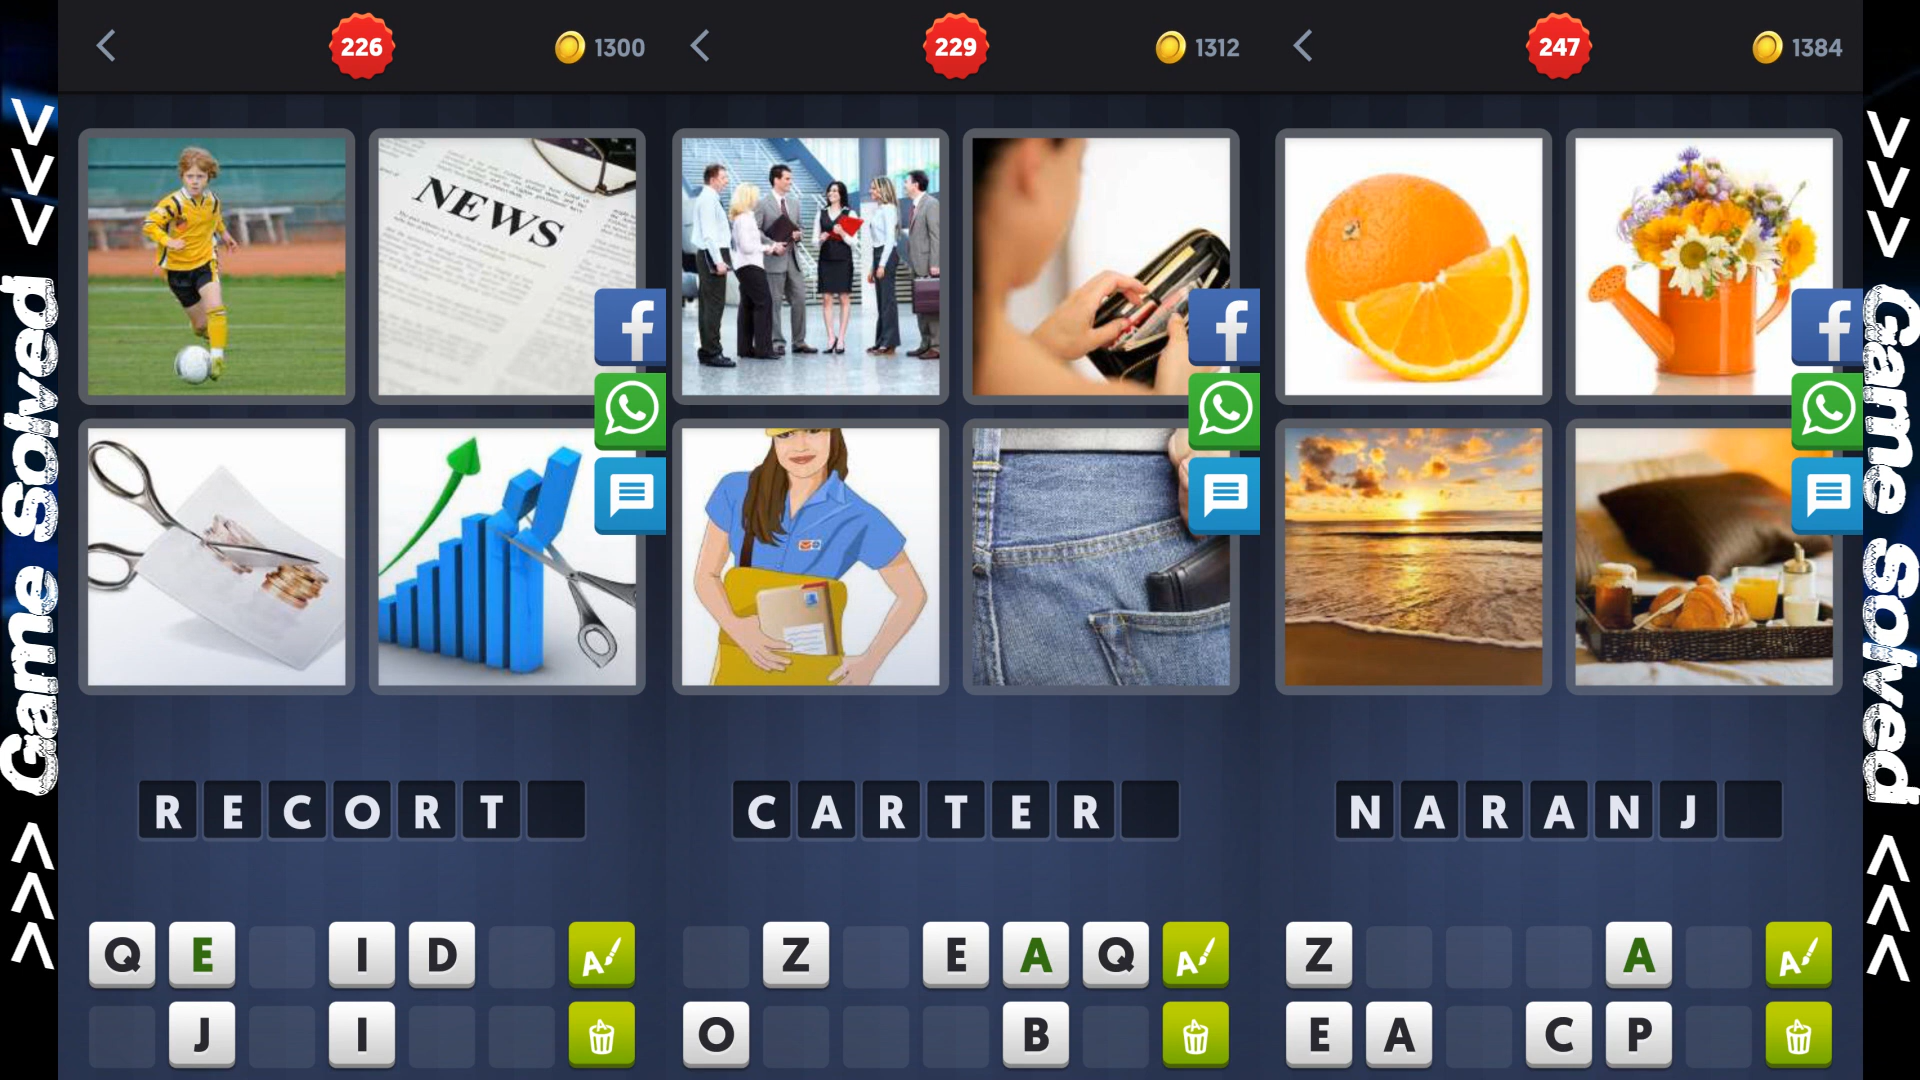 226
1300
229
1312
247
1384
NEWS
f
f
f
RECORT
CARTER
NARANJ
Q E I D A
J I
Z E A Q A
O B
Z A A
E A C P
<<< Game Solved >>>
<<< Game Solved >>>